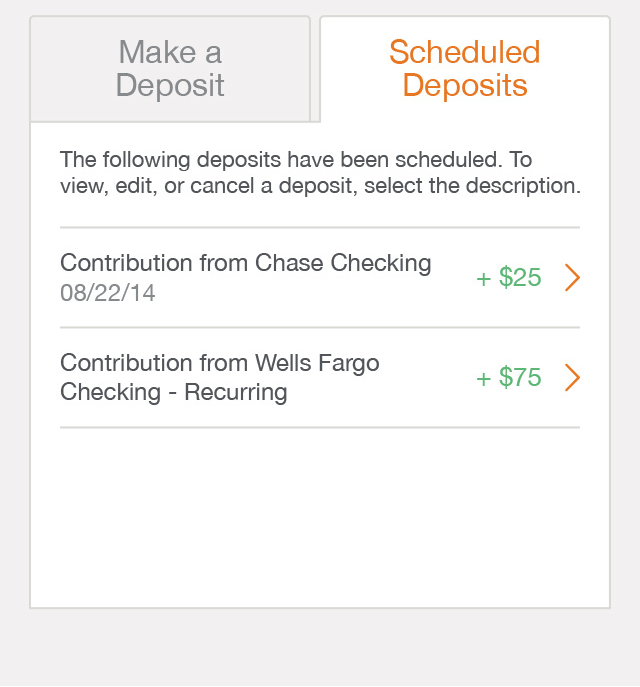 Make a
Deposit
Scheduled
Deposits
The following deposits have been scheduled. To
view, edit, or cancel a deposit, select the description.
Contribution from Chase Checking
08/22/14
+ $25
Contribution from Wells Fargo
Checking - Recurring
+ $75